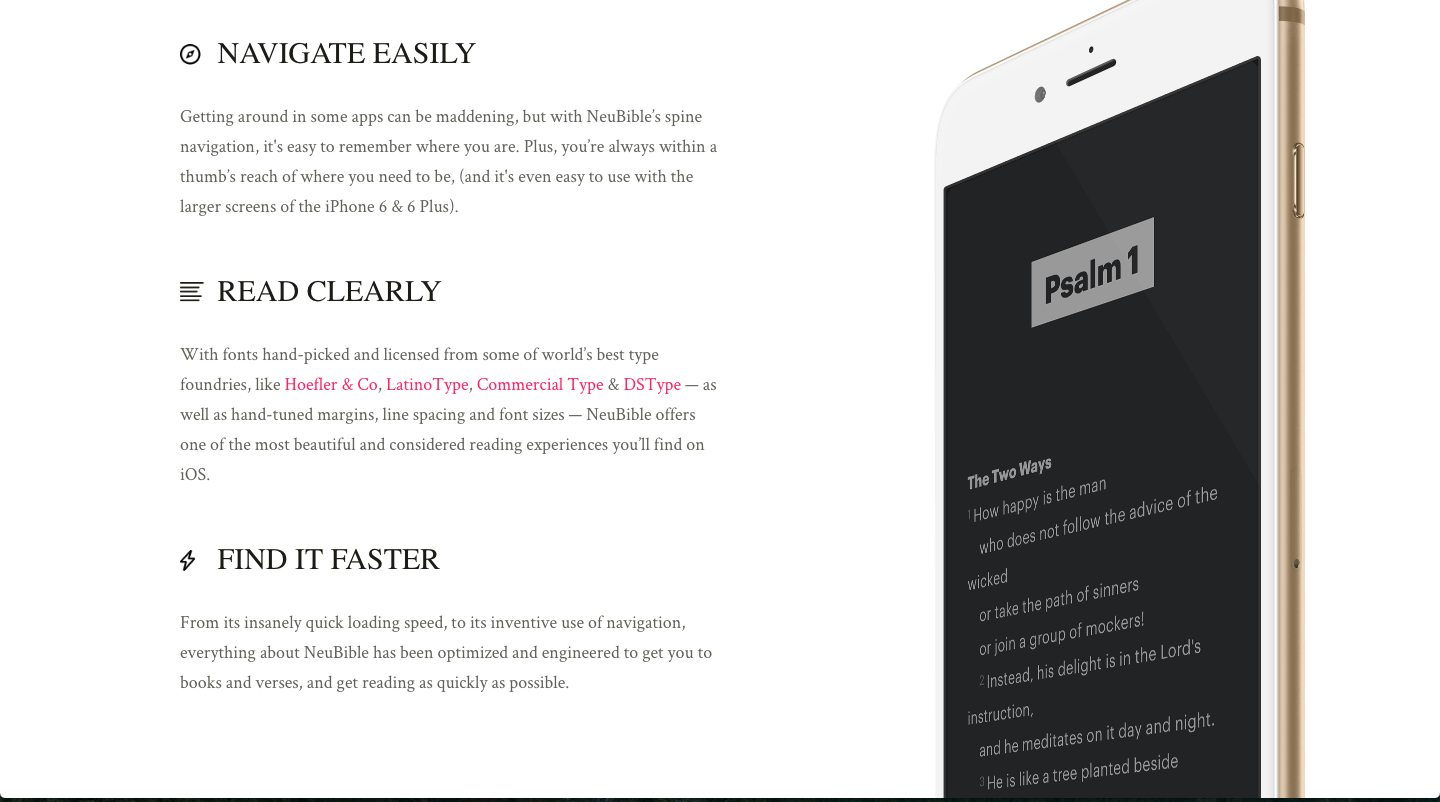 NAVIGATE EASILY
Getting around in some apps can be maddening, but with NeuBible’s spine
navigation, it's easy to remember where you are. Plus, you’re always within a
thumb’s reach of where you need to be, (and it's even easy to use with the
larger screens of the iPhone 6 & 6 Plus).
READ CLEARLY
With fonts hand-picked and licensed from some of world’s best type
foundries, like Hoefler & Co, LatinoType, Commercial Type & DSType — as
well as hand-tuned margins, line spacing and font sizes — NeuBible offers
one of the most beautiful and considered reading experiences you’ll find on
iOS.
FIND IT FASTER
From its insanely quick loading speed, to its inventive use of navigation,
everything about NeuBible has been optimized and engineered to get you to
books and verses, and get reading as quickly as possible.
Psalm 1
The Two Ways
1 How happy is the man
who does not follow the advice of the
wicked
or take the path of sinners
or join a group of mockers!
2 Instead, his delight is in the Lord's
instruction,
and he meditates on it day and night.
3 He is like a tree planted beside